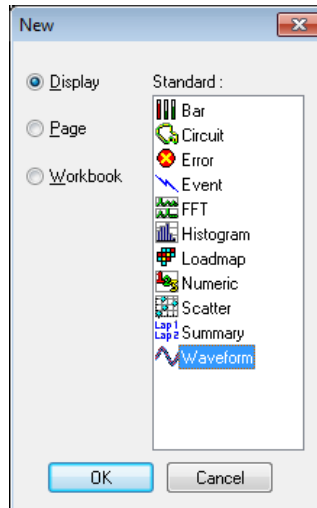 New
Display
Page
Workbook
Standard :
Bar
Circuit
Error
Event
FFT
Histogram
Loadmap
Numeric
Scatter
Lap 1
Lap 2 Summary
Waveform
OK
Cancel